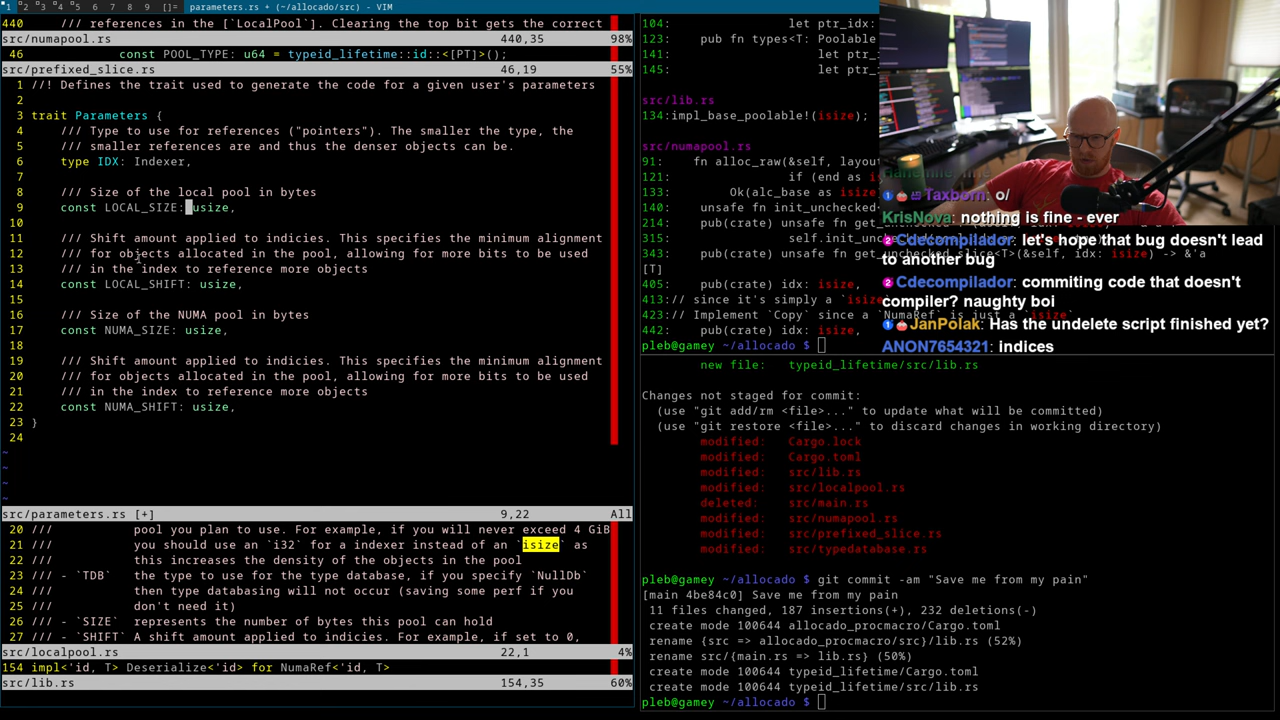 1 2 3 4 5 6 7 8 9 []= parameters.rs + (~/allocado/src) - VIM
440 /// references in the [`LocalPool`]. Clearing the top bit gets the correct
src/numapool.rs 440,35 98%
46 const POOL_TYPE: u64 = typeid_lifetime::id::<[PT]>();
src/prefixed_slice.rs 46,19 55%
1 //! Defines the trait used to generate the code for a given user's parameters
2
3 trait Parameters {
4 /// Type to use for references ("pointers"). The smaller the type, the
5 /// smaller references are and thus the denser objects can be.
6 type IDX: Indexer,
7
8 /// Size of the local pool in bytes
9 const LOCAL_SIZE: usize,
10
11 /// Shift amount applied to indicies. This specifies the minimum alignment
12 /// for objects allocated in the pool, allowing for more bits to be used
13 /// in the index to reference more objects
14 const LOCAL_SHIFT: usize,
15
16 /// Size of the NUMA pool in bytes
17 const NUMA_SIZE: usize,
18
19 /// Shift amount applied to indicies. This specifies the minimum alignment
20 /// for objects allocated in the pool, allowing for more bits to be used
21 /// in the index to reference more objects
22 const NUMA_SHIFT: usize,
23 }
24
~
~
~
~
src/parameters.rs [+] 9,22 All
20 /// pool you plan to use. For example, if you will never exceed 4 GiB
21 /// you should use an `i32` for a indexer instead of an `isize` as
22 /// this increases the density of the objects in the pool
23 /// - `TDB` the type to use for the type database, if you specify `NullDb`
24 /// then type databasing will not occur (saving some perf if you
25 /// don't need it)
26 /// - `SIZE` represents the number of bytes this pool can hold
27 /// - `SHIFT` A shift amount applied to indicies. For example, if set to 0,
src/localpool.rs 22,1 4%
154 impl<'id, T> Deserialize<'id> for NumaRef<'id, T>
src/lib.rs 154,35 60%
104: let ptr_idx:
123: pub fn types<T: Poolable
141: let ptr_
145: let ptr_
src/lib.rs
134:impl_base_poolable!(isize);
src/numapool.rs
91: fn alloc_raw(&self, layou
121: if (end as i
133: Ok(alc_base as isize
140: unsafe fn init_unchecked
214: pub(crate) unsafe fn get_unchecked
315: self.init_unche
343: pub(crate) unsafe fn get_unchecked_slice<T>(&self, idx: isize) -> &'a
[T]
405: pub(crate) idx: isize,
413:// since it's simply a `isize
423:// Implement `Copy` since a `NumaRef` is just a `isize`
442: pub(crate) idx: isize,
pleb@gamey ~/allocado $
Taxborn: o/
KrisNova: nothing is fine - ever
Cdecompilador: let's hope that bug doesn't lead
to another bug
Cdecompilador: commiting code that doesn't
compiler? naughty boi
JanPolak: Has the undelete script finished yet?
ANON7654321: indices
new file: typeid_lifetime/src/lib.rs
Changes not staged for commit:
(use "git add/rm <file>..." to update what will be committed)
(use "git restore <file>..." to discard changes in working directory)
modified: Cargo.lock
modified: Cargo.toml
modified: src/lib.rs
modified: src/localpool.rs
deleted: src/main.rs
modified: src/numapool.rs
modified: src/prefixed_slice.rs
modified: src/typedatabase.rs
pleb@gamey ~/allocado $ git commit -am "Save me from my pain"
[main 4be84c0] Save me from my pain
11 files changed, 187 insertions(+), 232 deletions(-)
create mode 100644 allocado_procmacro/Cargo.toml
rename {src => allocado_procmacro/src}/lib.rs (52%)
rename src/{main.rs => lib.rs} (50%)
create mode 100644 typeid_lifetime/Cargo.toml
create mode 100644 typeid_lifetime/src/lib.rs
pleb@gamey ~/allocado $